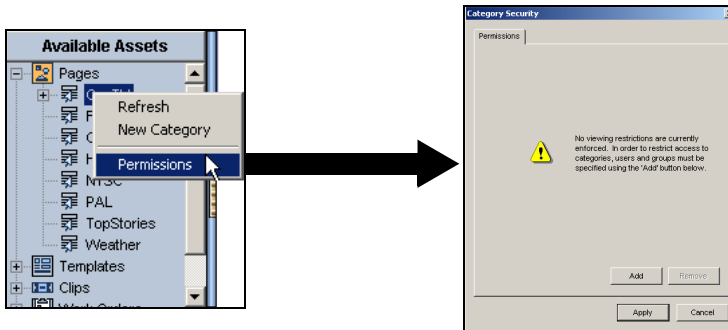 Available Assets
Pages
Refresh
New Category
Permissions
NTSC
PAL
TopStories
Weather
Templates
Clips
Category Security
Permissions
No viewing restrictions are currently
enforced. In order to restrict access to
categories, users and groups must be
specified using the 'Add' button below.
Add
Remove
Apply
Cancel